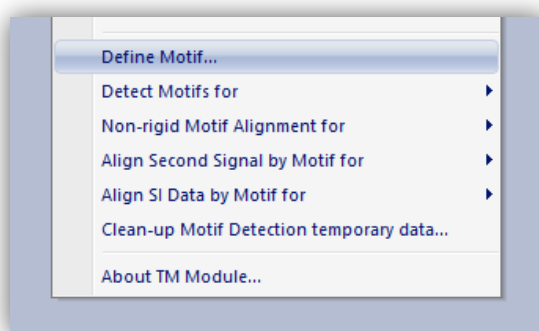 Define Motif...
Detect Motifs for
Non-rigid Motif Alignment for
Align Second Signal by Motif for
Align SI Data by Motif for
Clean-up Motif Detection temporary data...
About TM Module...